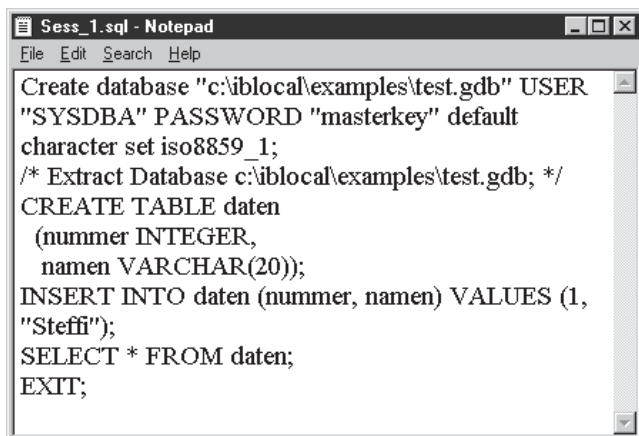 Sess_1.sql - Notepad
File Edit Search Help
Create database "c:\iblocal\examples\test.gdb" USER
"SYSDBA" PASSWORD "masterkey" default
character set iso8859_1;
/* Extract Database c:\iblocal\examples\test.gdb; */
CREATE TABLE daten
(nummer INTEGER,
namen VARCHAR(20));
INSERT INTO daten (nummer, namen) VALUES (1,
"Steffi");
SELECT * FROM daten;
EXIT;